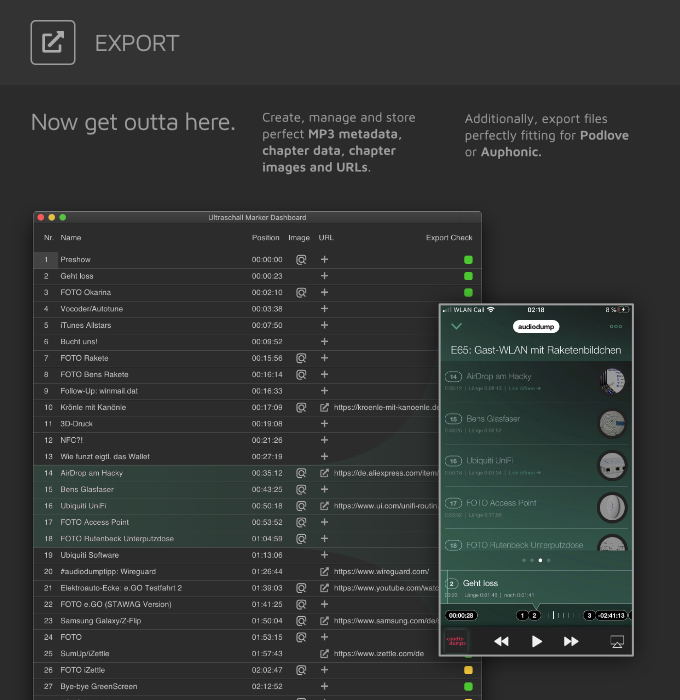 EXPORT
Now get outta here.
Create, manage and store
perfect MP3 metadata,
chapter data, chapter
images and URLs.
Additionally, export files
perfectly fitting for Podlove
or Auphonic.
Ultraschall Marker Dashboard
Nr. Name Position Image URL Export Check
1 Preshow 00:00:00
2 Geht loss 00:00:23
3 FOTO Okarina 00:02:10
4 Vocoder/Autotune 00:03:38
5 iTunes Allstars 00:07:50
6 Bucht uns! 00:09:52
7 FOTO Rakete 00:15:56
8 FOTO Bens Rakete 00:16:14
9 Follow-Up: winmail.dat 00:16:33
10 Krönle mit Kanönle 00:17:09 https://kroenle-mit-kanoenle.de
11 3D-Druck 00:19:08
12 NFC?! 00:21:26
13 Wie funzt eigtl. das Wallet 00:27:19
14 AirDrop am Hacky 00:35:12 https://de.aliexpress.com/item/
15 Bens Glasfaser 00:43:25
16 Ubiquiti UniFi 00:50:18 https://www.ui.com/unifi-routin
17 FOTO Access Point 00:53:52
18 FOTO Rutenbeck Unterputzdose 01:04:59
19 Ubiquiti Software 01:13:06
20 #audiodumptipp: Wireguard 01:26:44 https://www.wireguard.com/
21 Elektroauto-Ecke: e.GO Testfahrt 2 01:39:03 https://www.youtube.com/watc
22 FOTO e.GO (STAWAG Version) 01:41:25
23 Samsung Galaxy/Z-Flip 01:50:04 https://www.samsung.com/de/
24 FOTO 01:53:15
25 SumUp/iZettle 01:57:43 https://www.izettle.com/de
26 FOTO iZettle 02:02:47
27 Bye-bye GreenScreen 02:12:52
WLAN Call 02:18 8 %
audiodump
E65: Gast-WLAN mit Raketenbildchen
14 AirDrop am Hacky
15 Bens Glasfaser
16 Ubiquiti UniFi
17 FOTO Access Point
18 FOTO Rutenbeck Unterputzdose
2 Geht loss
Länge 0:01:48 | noch 0:01:41
00:00:28 1 2 3 -02:41:13